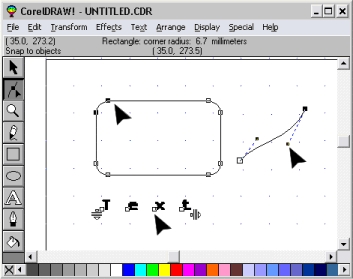 CorelDRAW! - UNTITLED.CDR
File Edit Transform Effects Text Arrange Display Special Help
(35.0, 273.2) Rectangle: corner radius: 6.7 millimeters
Snap to objects (35.0, 273.5)
A
Text